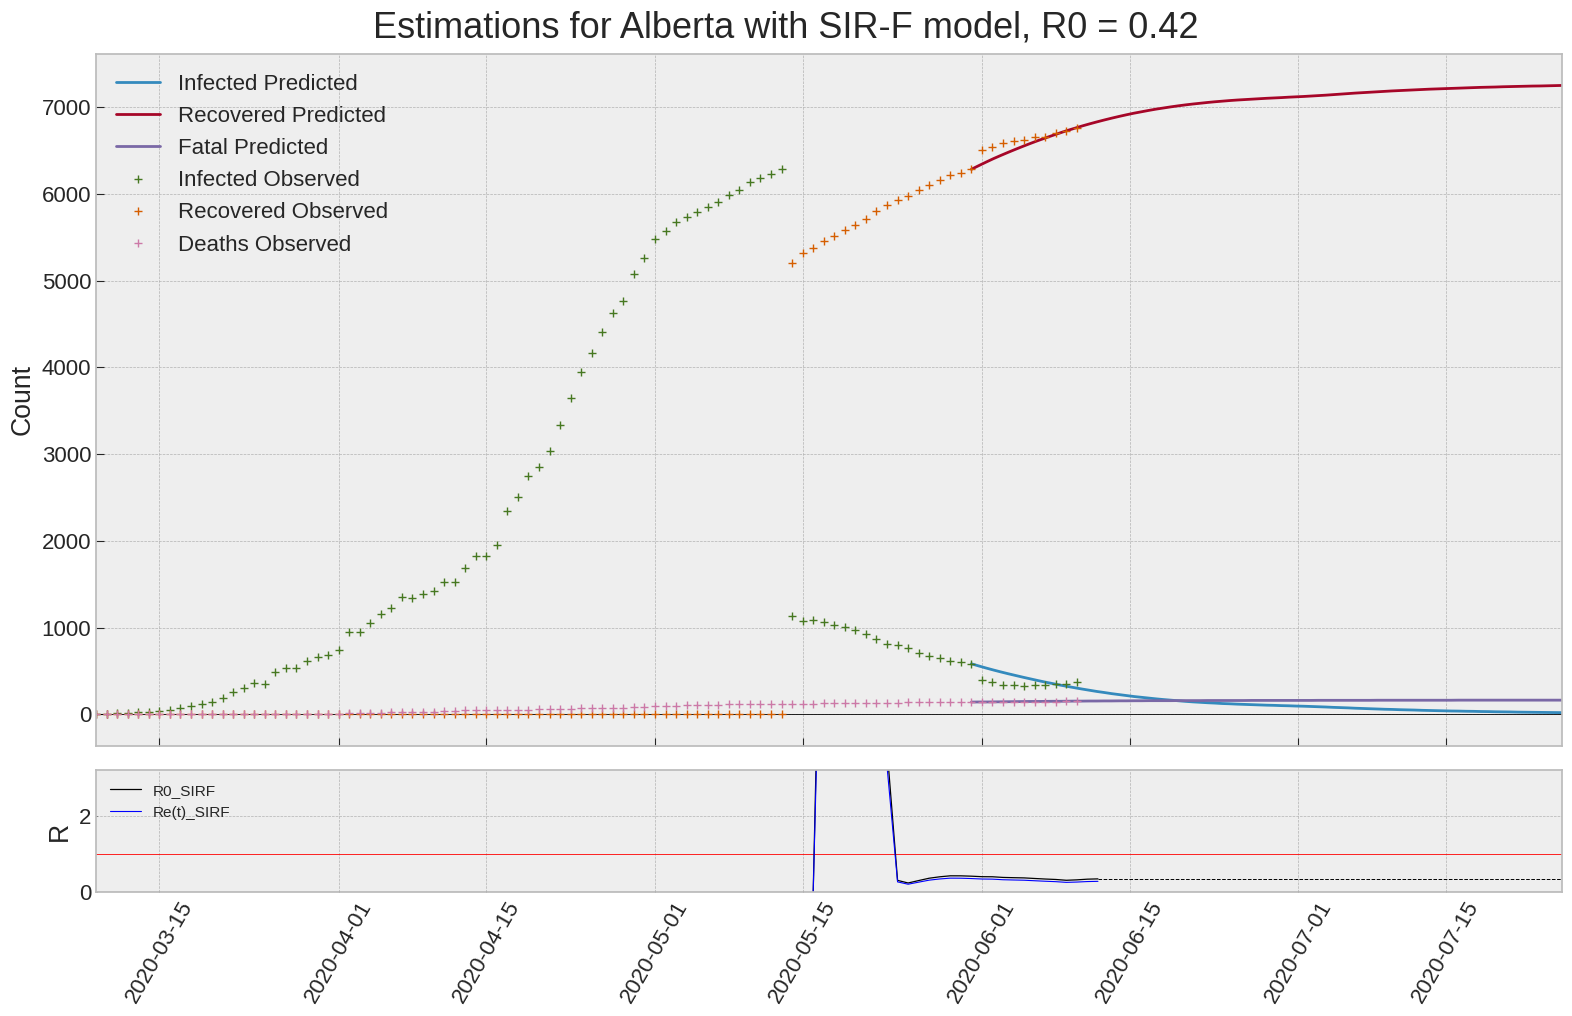 Estimations for Alberta with SIR-F model, R0 = 0.42
Infected Predicted
Recovered Predicted
Fatal Predicted
Infected Observed
Recovered Observed
Deaths Observed
Count
7000
6000
5000
4000
3000
2000
1000
0
R0_SIRF
Re(t)_SIRF
R
2
0
2020-03-15
2020-04-01
2020-04-15
2020-05-01
2020-05-15
2020-06-01
2020-06-15
2020-07-01
2020-07-15